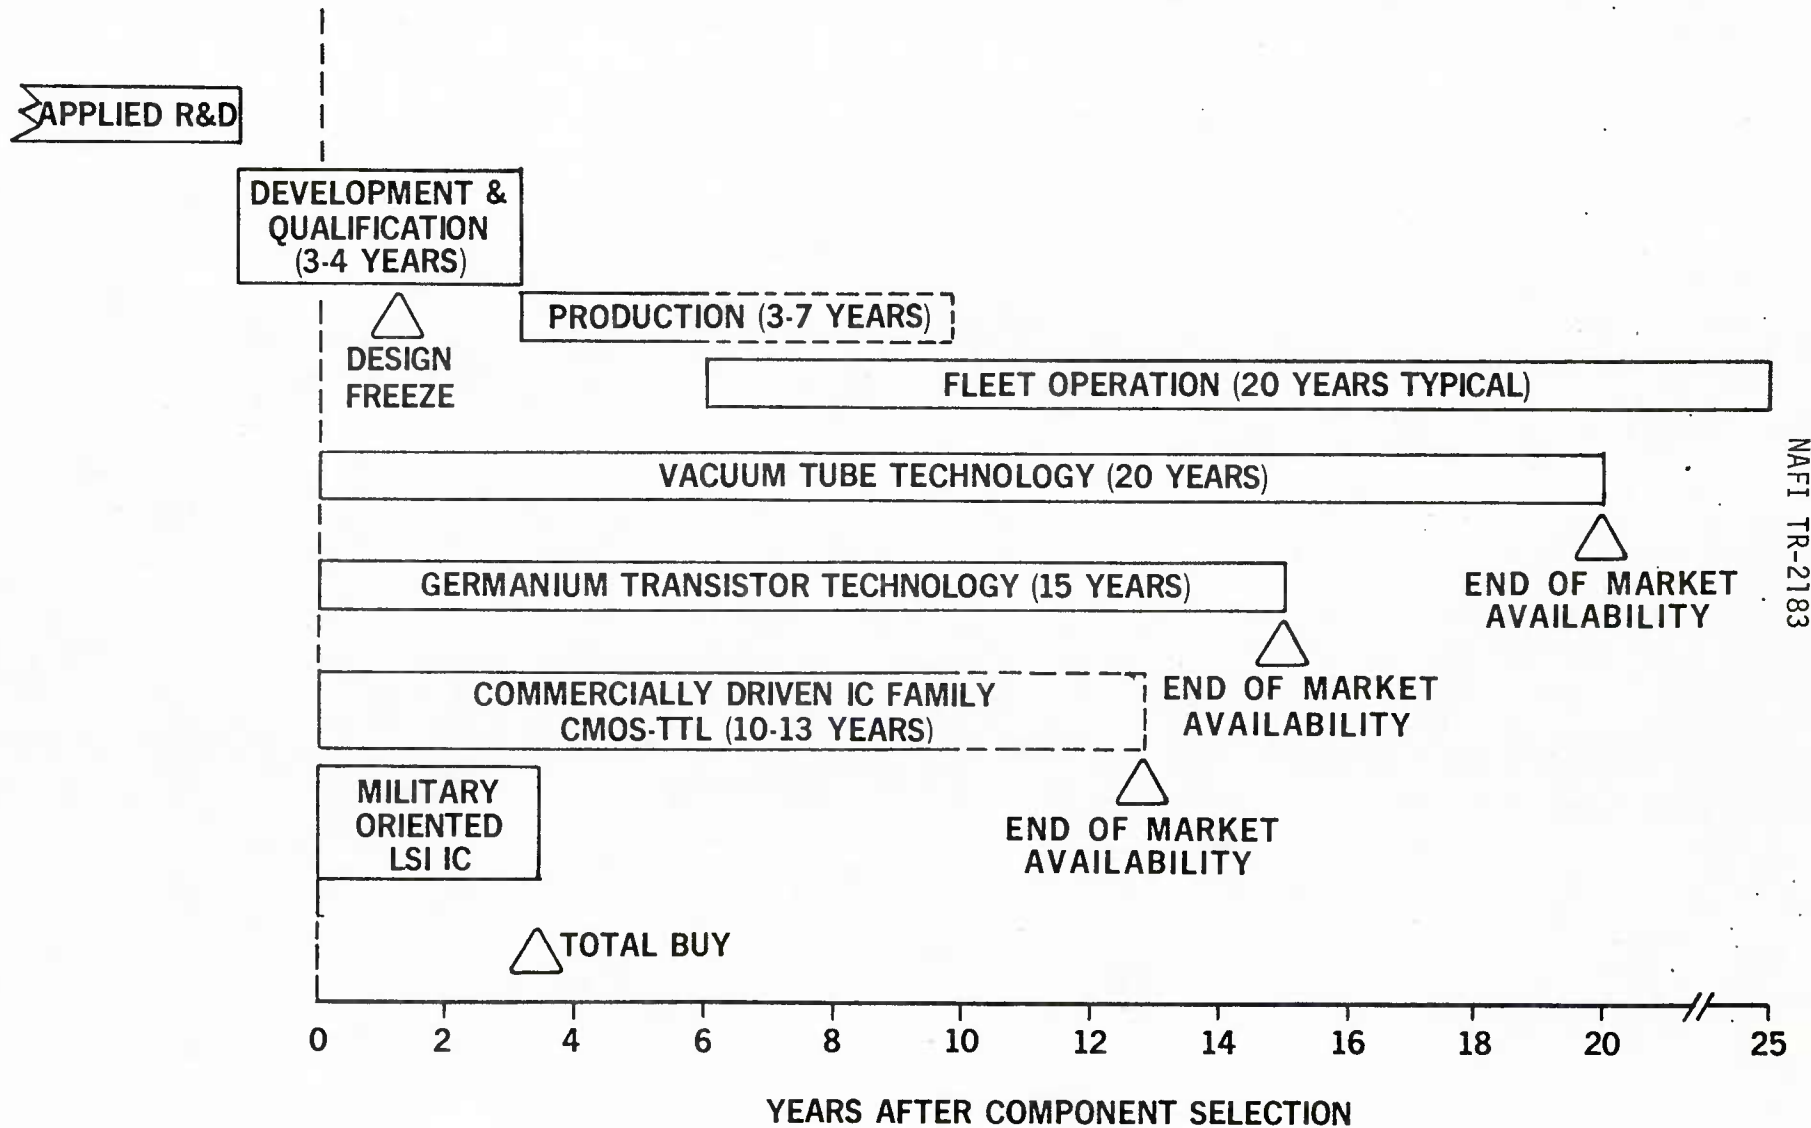 APPLIED R&D
DEVELOPMENT &
QUALIFICATION
(3-4 YEARS)
PRODUCTION (3-7 YEARS)
DESIGN
FREEZE
FLEET OPERATION (20 YEARS TYPICAL)
VACUUM TUBE TECHNOLOGY (20 YEARS)
END OF MARKET
AVAILABILITY
GERMANIUM TRANSISTOR TECHNOLOGY (15 YEARS)
END OF MARKET
AVAILABILITY
COMMERCIALLY DRIVEN IC FAMILY
CMOS-TTL (10-13 YEARS)
END OF MARKET
AVAILABILITY
MILITARY
ORIENTED
LSI IC
TOTAL BUY
0 2 4 6 8 10 12 14 16 18 20 25
YEARS AFTER COMPONENT SELECTION
NAFI TR-2183